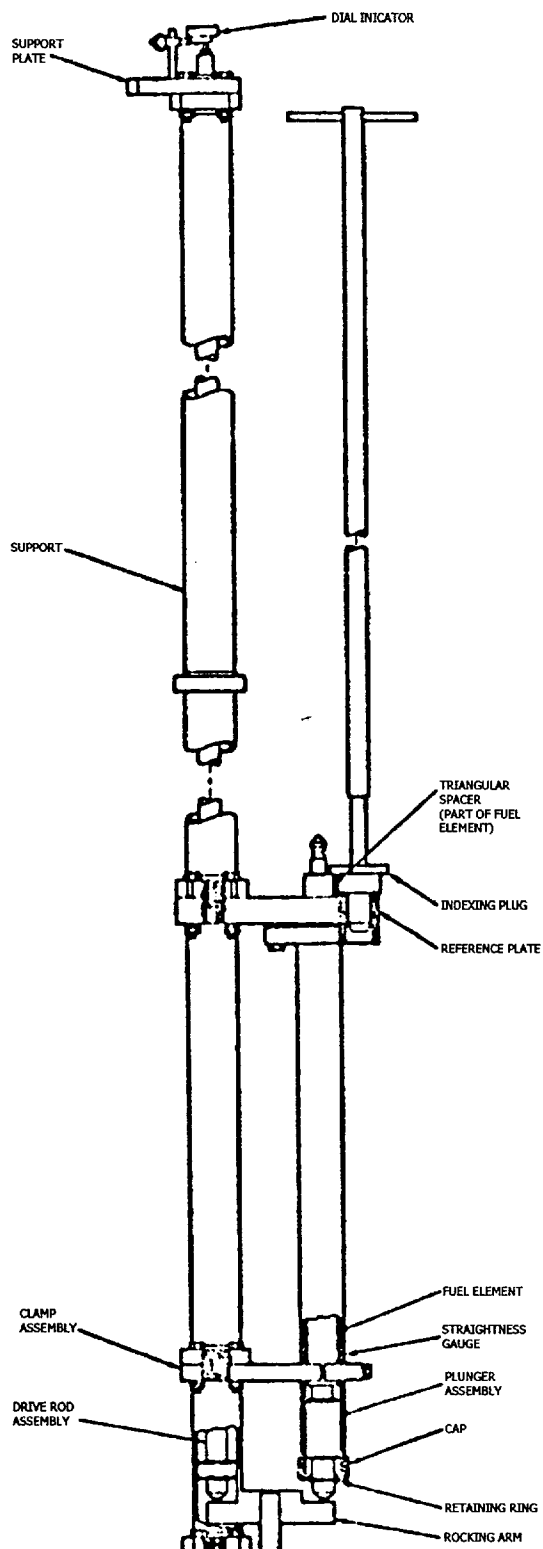 DIAL INICATOR
SUPPORT
PLATE
SUPPORT
TRIANGULAR
SPACER
(PART OF FUEL
ELEMENT)
INDEXING PLUG
REFERENCE PLATE
FUEL ELEMENT
CLAMP
ASSEMBLY
STRAIGHTNESS
GAUGE
PLUNGER
ASSEMBLY
DRIVE ROD
ASSEMBLY
CAP
RETAINING RING
ROCKING ARM